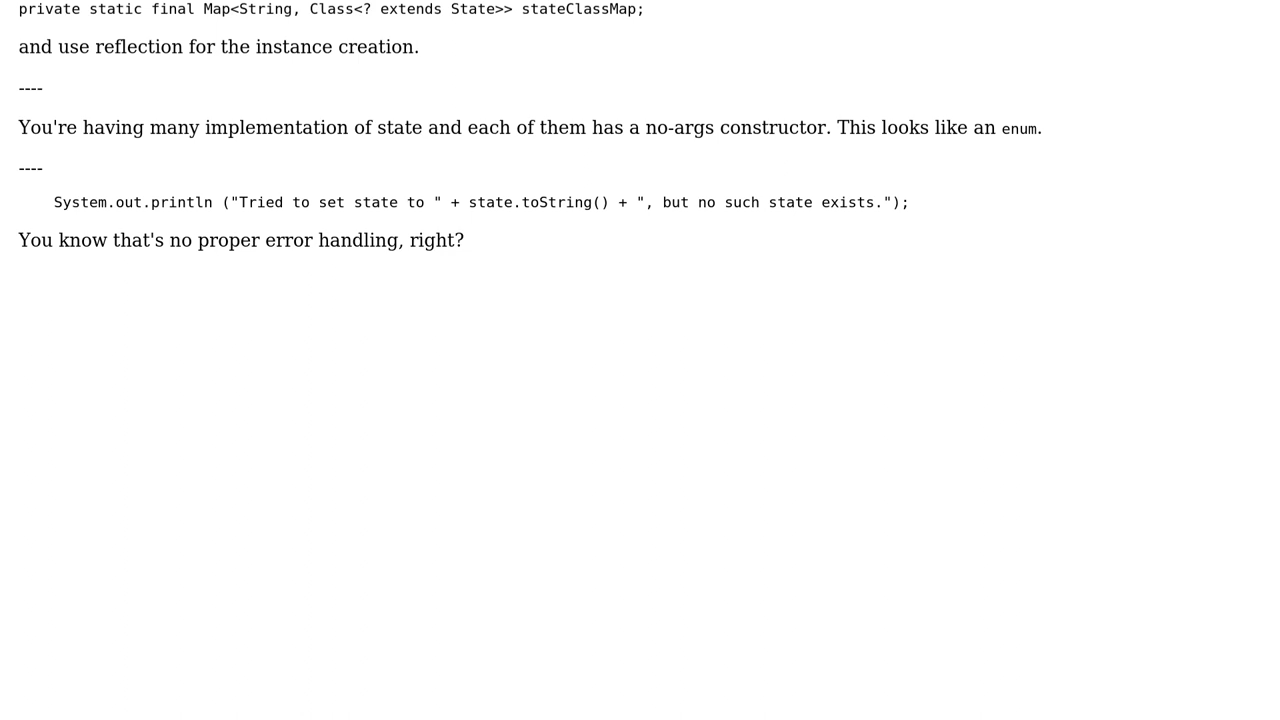 private static final Map<String, Class<? extends State>> stateClassMap;
and use reflection for the instance creation.
----
You're having many implementation of state and each of them has a no-args constructor. This looks like an enum.
----
System.out.println ("Tried to set state to " + state.toString() + ", but no such state exists.");
You know that's no proper error handling, right?